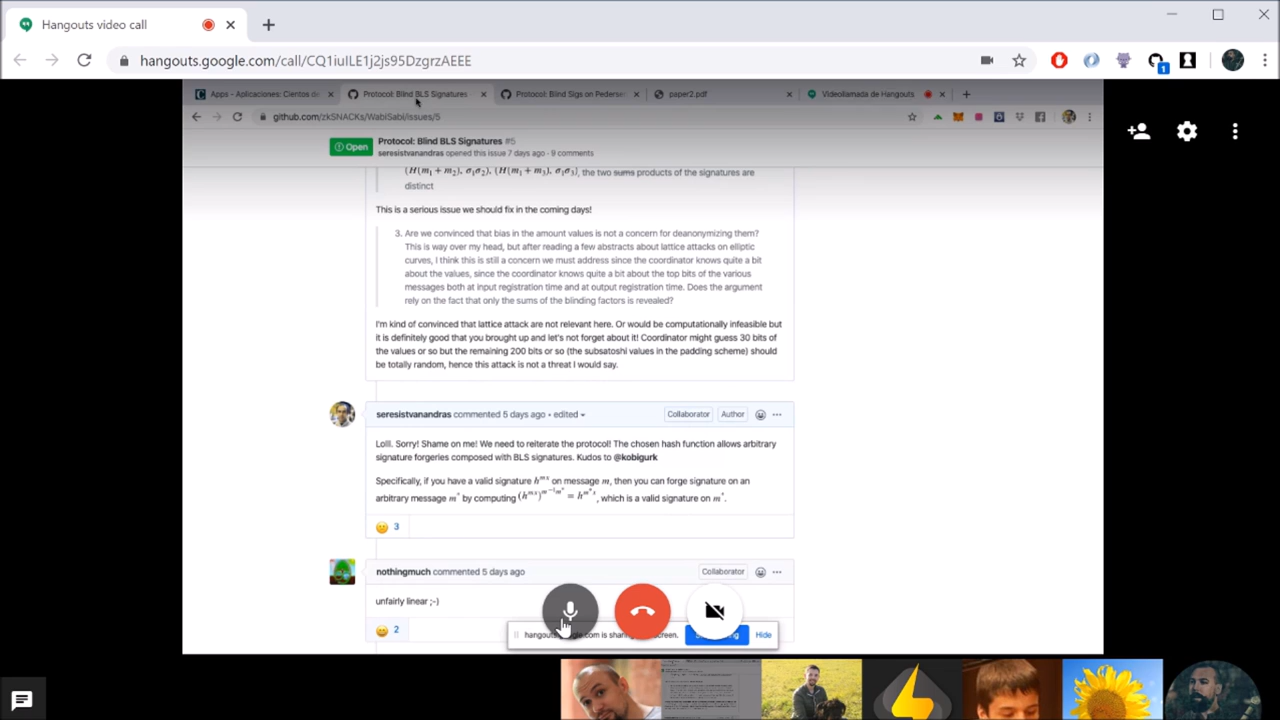 Hangouts video call
hangouts.google.com/call/CQ1iuILE1j2js95DzgrzAEEE
1
Apps - Aplicaciones: Cientos de
Protocol: Blind BLS Signatures
Protocol: Blind Sigs on Pedersen
paper2.pdf
Videollamada de Hangouts
github.com/zkSNACKs/WabiSabi/issues/5
Open
Protocol: Blind BLS Signatures #5
seresistvanandras opened this issue 7 days ago · 9 comments
(H(m₁ + m₂), σ₁σ₂), (H(m₁ + m₃), σ₁σ₃), the two sums products of the signatures are
distinct
This is a serious issue we should fix in the coming days!
3. Are we convinced that bias in the amount values is not a concern for deanonymizing them?
This is way over my head, but after reading a few abstracts about lattice attacks on elliptic
curves, I think this is still a concern we must address since the coordinator knows quite a bit
about the values, since the coordinator knows quite a bit about the top bits of the various
messages both at input registration time and at output registration time. Does the argument
rely on the fact that only the sums of the blinding factors is revealed?
I'm kind of convinced that lattice attack are not relevant here. Or would be computationally infeasible but
it is definitely good that you brought up and let's not forget about it! Coordinator might guess 30 bits of
the values or so but the remaining 200 bits or so (the subsatoshi values in the padding scheme) should
be totally random, hence this attack is not a threat I would say.
seresistvanandras commented 5 days ago • edited
Collaborator
Author
Lolll. Sorry! Shame on me! We need to reiterate the protocol! The chosen hash function allows arbitrary
signature forgeries composed with BLS signatures. Kudos to @kobigurk
Specifically, if you have a valid signature h^{mx} on message m, then you can forge signature on an
arbitrary message m* by computing (h^{mx})^{m^{-1}m*} = h^{m*x}, which is a valid signature on m*.
3
nothingmuch commented 5 days ago
Collaborator
unfairly linear ;-)
2
Hide